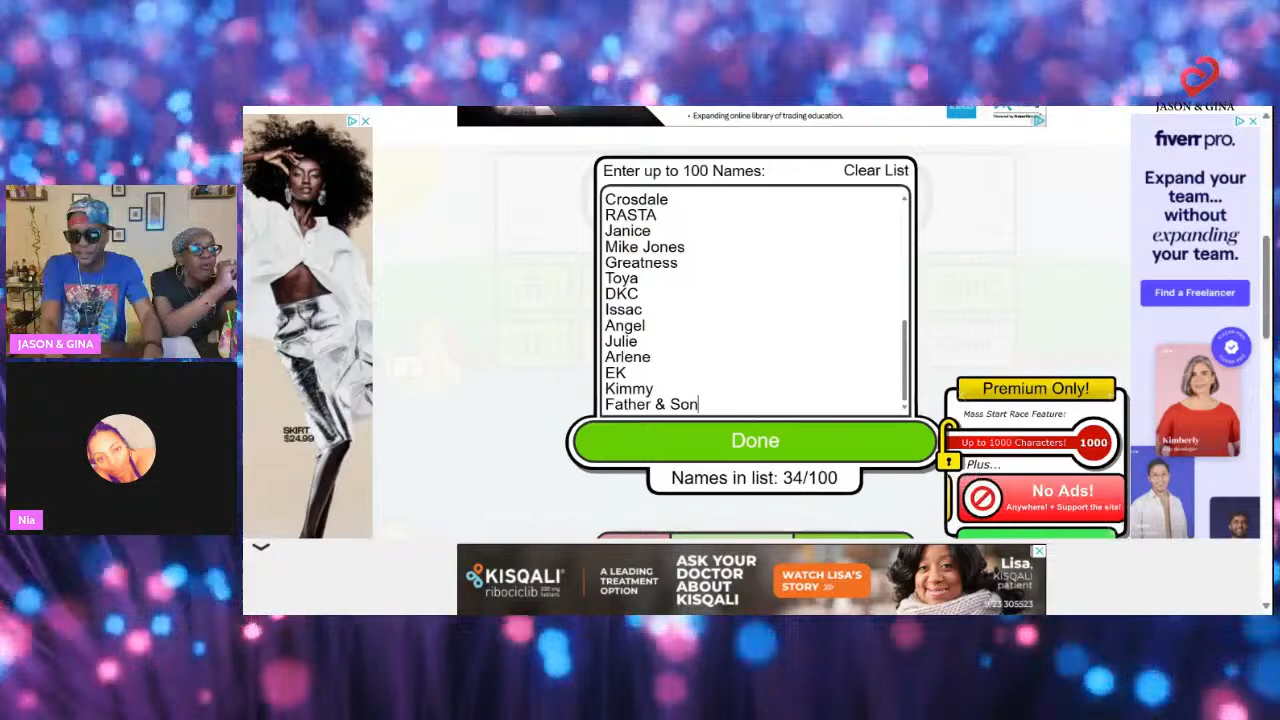 JASON & GINA
• Expanding online library of trading education.
Enter up to 100 Names:
Clear List
Crosdale
RASTA
Janice
Mike Jones
Greatness
Toya
DKC
Issac
Angel
Julie
Arlene
EK
Kimmy
Father & Son
Done
Names in list: 34/100
Premium Only!
Mass Start Race Feature:
Up to 1000 Characters!
1000
Plus...
No Ads!
Anywhere! + Support the site!
fiverr pro.
Expand your
team...
without
expanding
your team.
Find a Freelancer
Kimberly
SKIRT
$24.99
JASON & GINA
Nia
KISQALI
ribociclib
A LEADING
TREATMENT
OPTION
ASK YOUR
DOCTOR
ABOUT
KISQALI
WATCH LISA'S
STORY
Lisa,
KISQALI
patient
9/23 305523